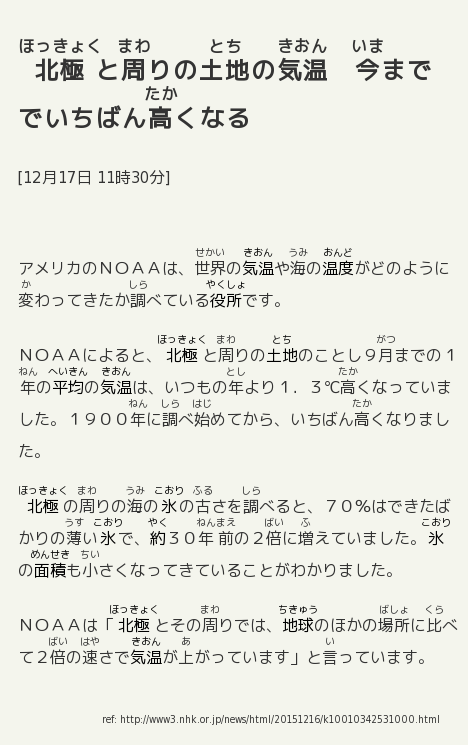 ほっきょく まわ とち きおん いま
北極 と周りの土地の気温 今まで
たか
でいちばん高くなる
[12月17日 11時30分]
せかい きおん うみ おんど
アメリカのＮＯＡＡは、世界の気温や海の温度がどのように
か しら やくしょ
変わってきたか調べている役所です。
ほっきょく まわ とち がつ
ＮＯＡＡによると、北極 と周りの土地のことし９月までの１
ねん へいきん きおん とし たか
年の平均の気温は、いつもの年より１．３℃高くなっていま
ねん しら はじ たか
した。１９００年に調べ始めてから、いちばん高くなりまし
た。
ほっきょく まわ うみ こおり ふる しら
北極 の周りの海の氷の古さを調べると、７０％はできたば
うす こおり やく ねんまえ ばい ふ こおり
かりの薄い氷で、約３０年前の２倍に増えていました。氷
めんせき ちい
の面積も小さくなってきていることがわかりました。
ほっきょく まわ ちきゅう ばしょ くら
ＮＯＡＡは「北極 とその周りでは、地球のほかの場所に比べ
ばい はや きおん あ い
て２倍の速さで気温が上がっています」と言っています。
ref: http://www3.nhk.or.jp/news/html/20151216/k10010342531000.html